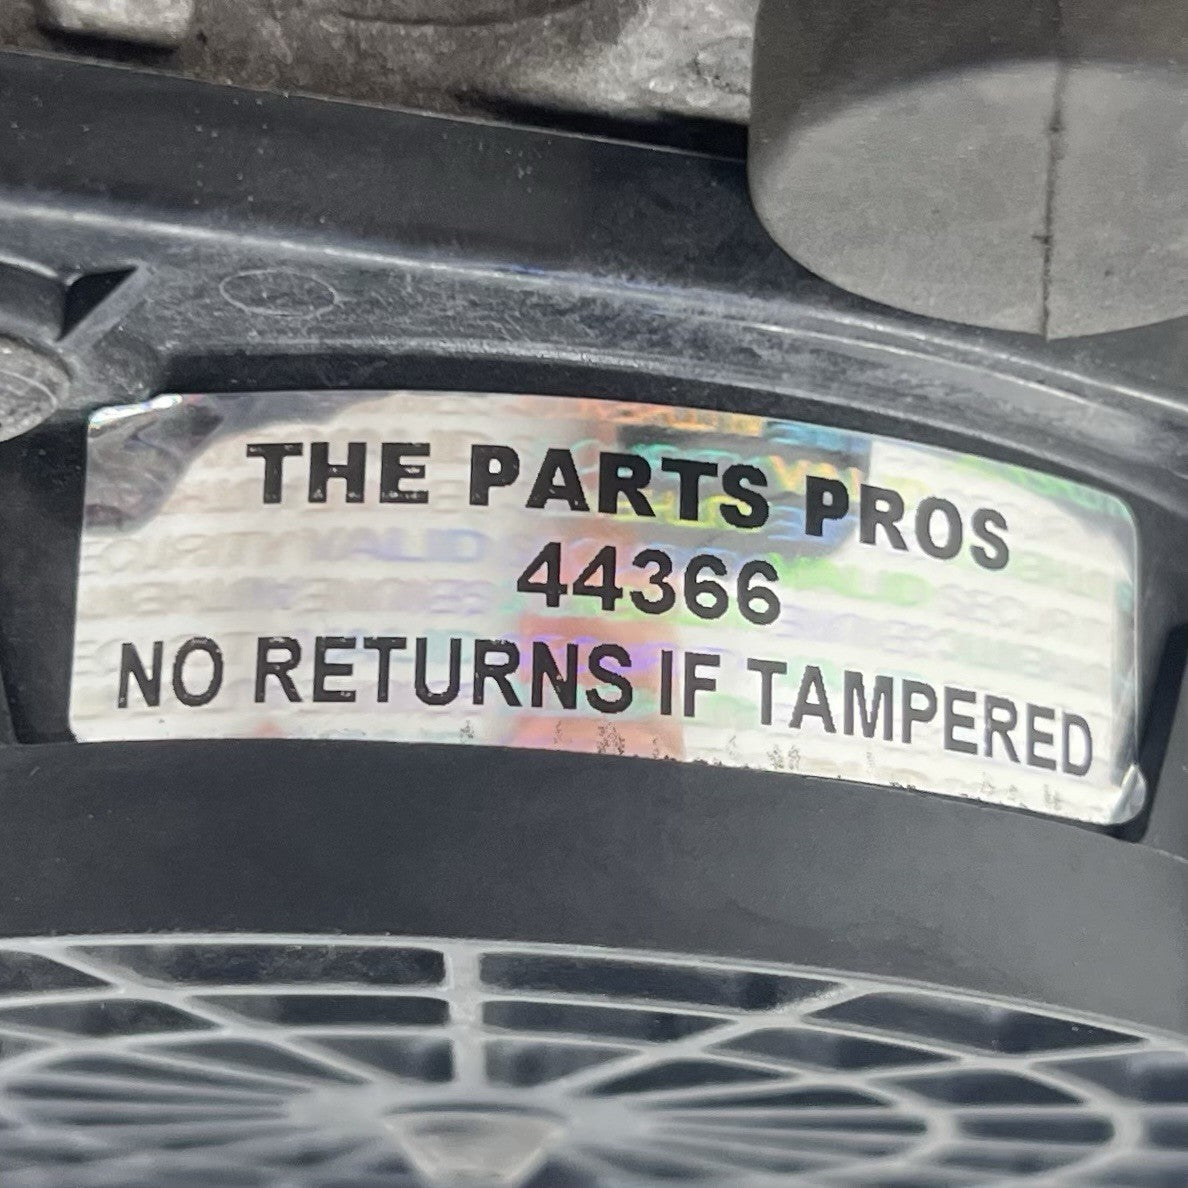 THE PARTS PROS
44366
NO RETURNS IF TAMPERED